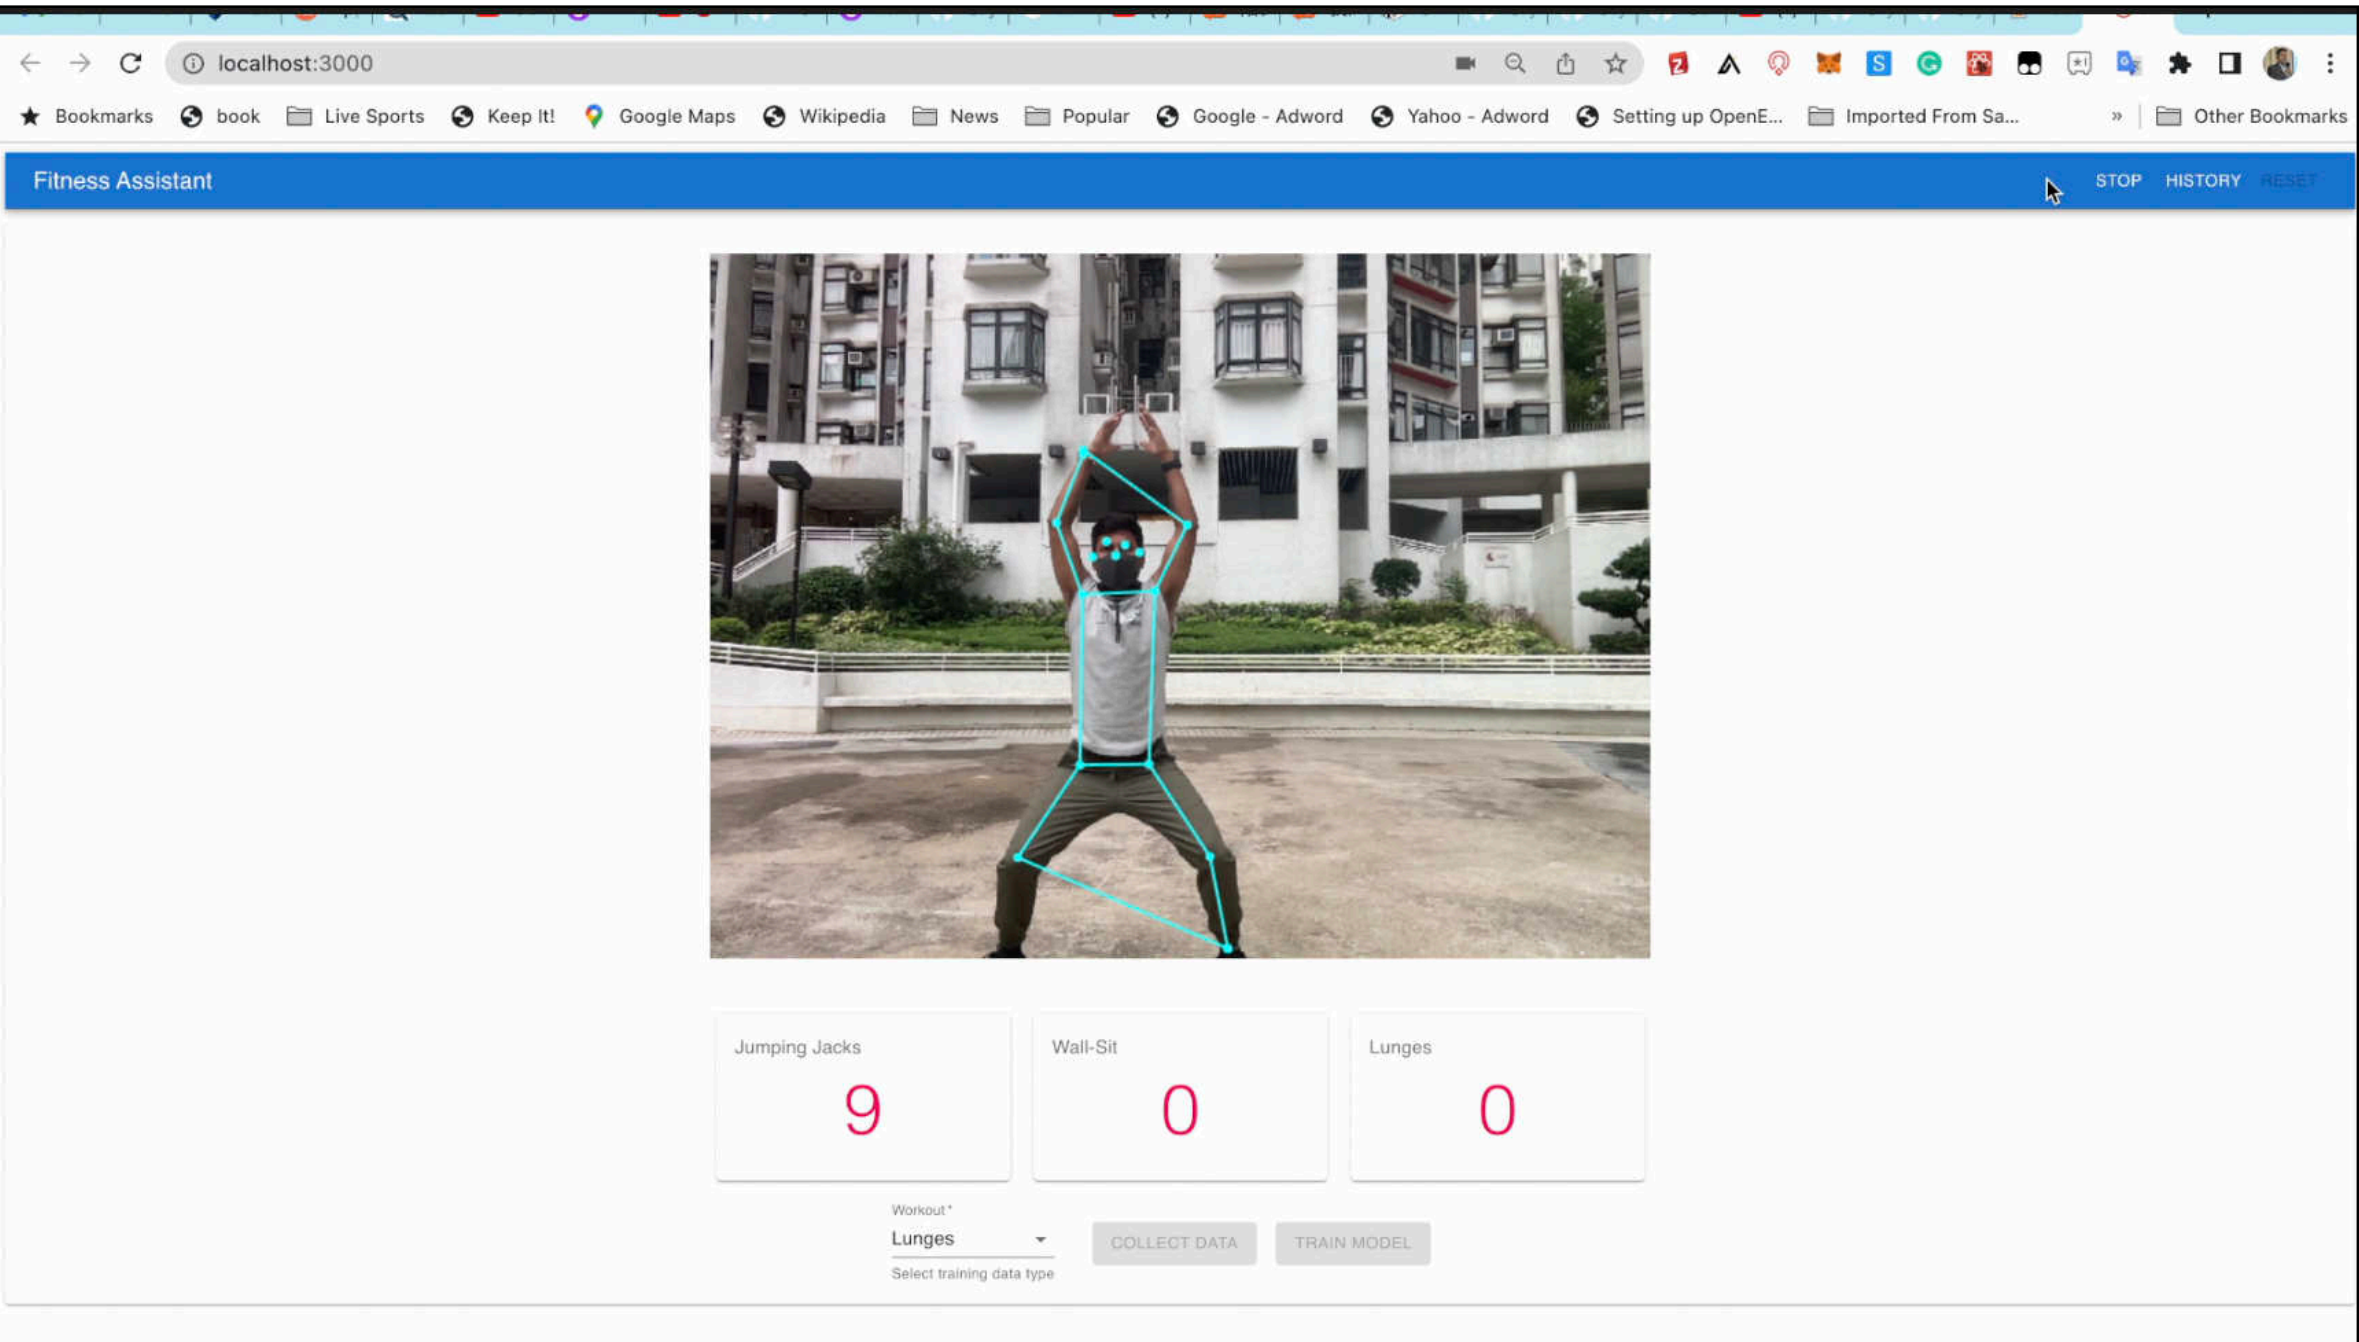 localhost:3000
Bookmarks book Live Sports Keep It! Google Maps Wikipedia News Popular Google - Adword Yahoo - Adword Setting up OpenE... Imported From Sa... » Other Bookmarks
Fitness Assistant STOP HISTORY RESET
Jumping Jacks Wall-Sit Lunges
9 0 0
Workout*
Lunges COLLECT DATA TRAIN MODEL
Select training data type